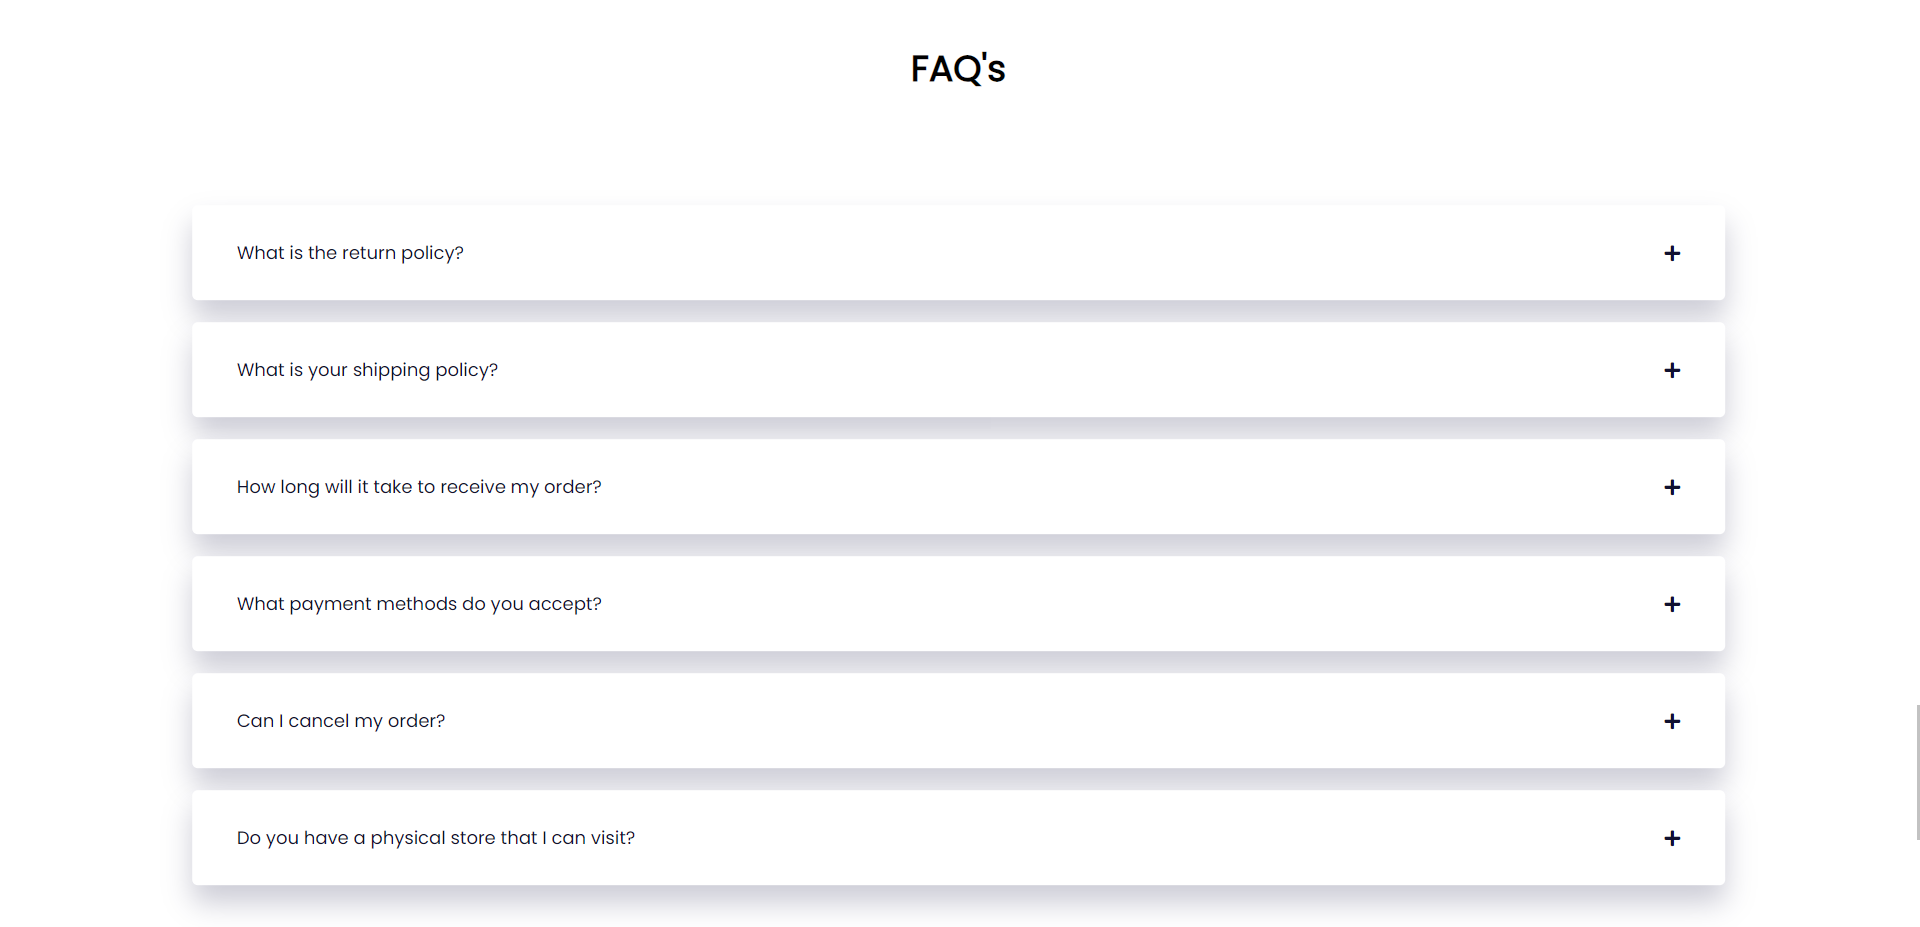 FAQ's
What is the return policy?
What is your shipping policy?
How long will it take to receive my order?
What payment methods do you accept?
Can I cancel my order?
Do you have a physical store that I can visit?